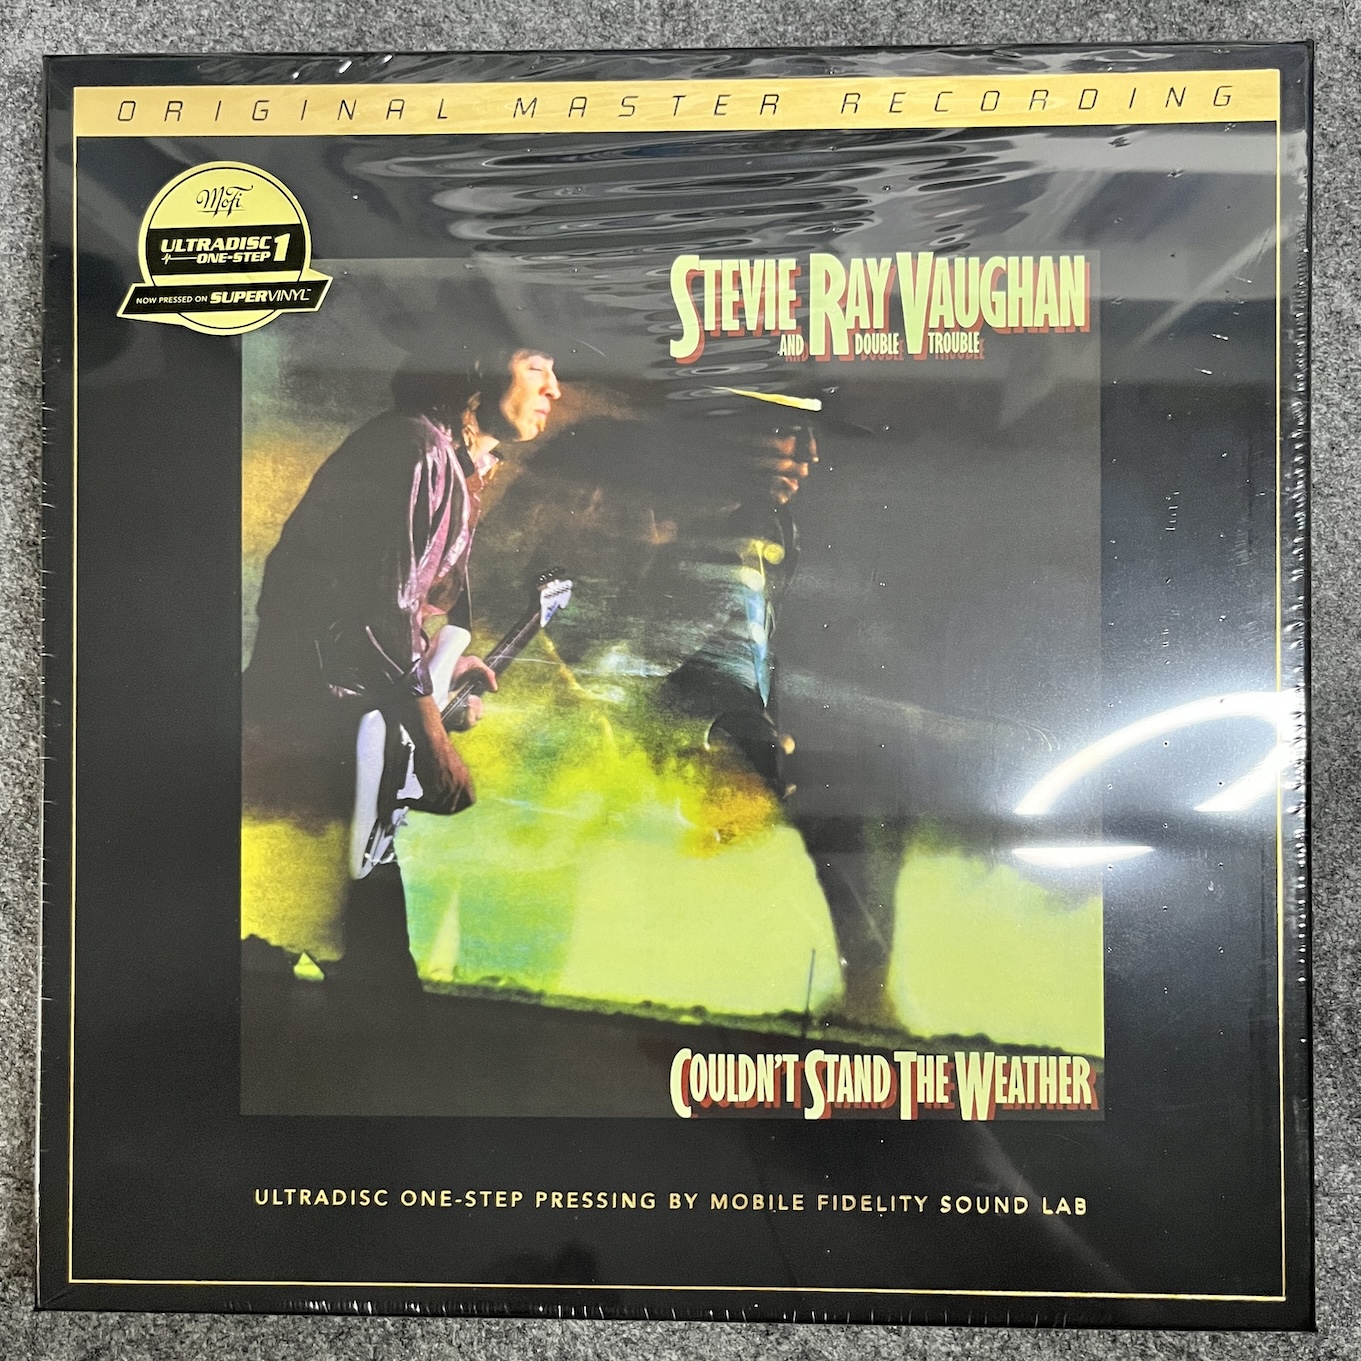 ORIGINAL MASTER RECORDING
MoFi
ULTRADISC
ONE-STEP 1
NOW PRESSED ON SUPERVINYL™
STEVIE RAY VAUGHAN
AND DOUBLE TROUBLE
COULDN'T STAND THE WEATHER
ULTRADISC ONE-STEP PRESSING BY MOBILE FIDELITY SOUND LAB